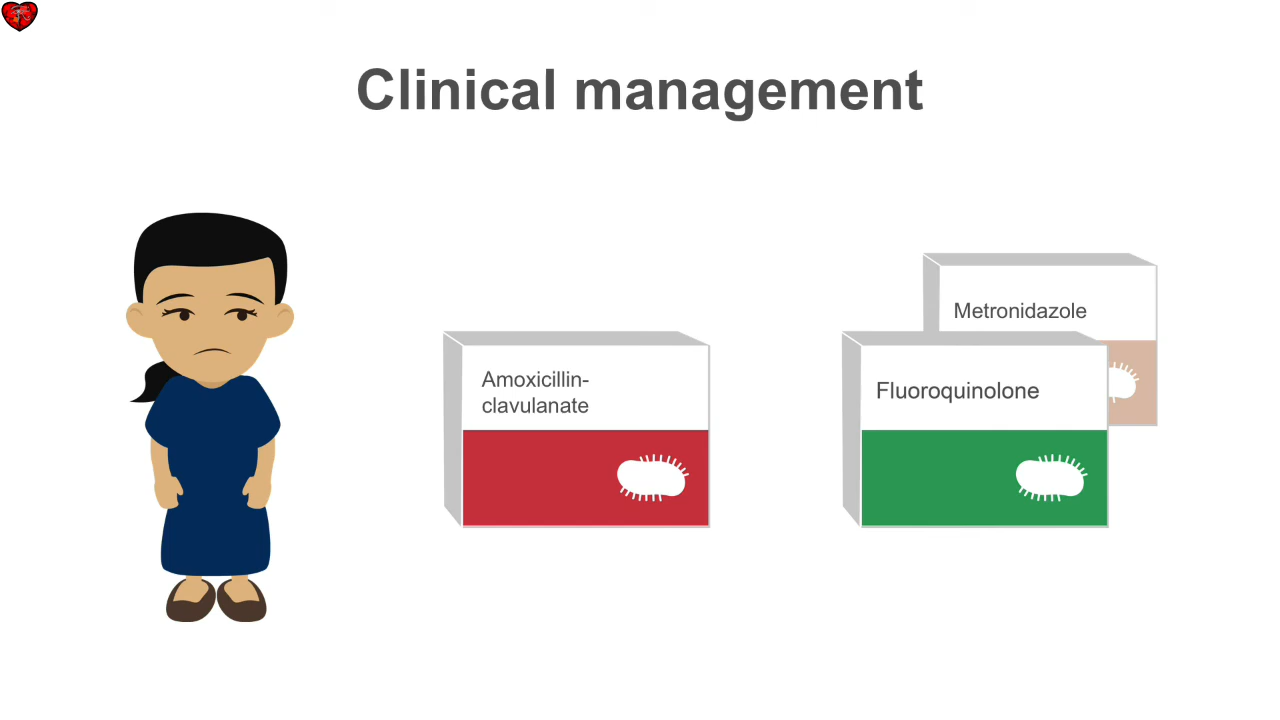 Clinical management
Metronidazole
Amoxicillin-
clavulanate
Fluoroquinolone